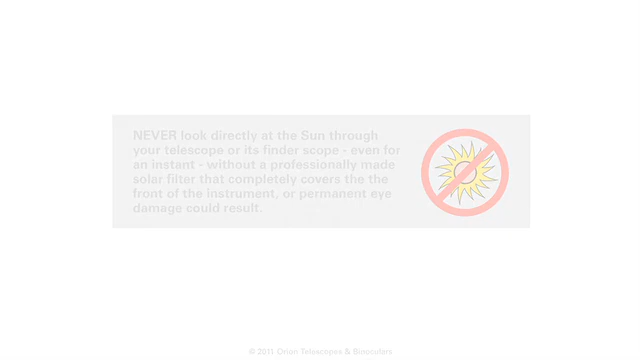 NEVER look directly at the Sun through
your telescope or its finder scope - even for
an instant - without a professionally made
solar filter that completely covers the the
front of the instrument, or permanent eye
damage could result.
© 2011 Orion Telescopes & Binoculars